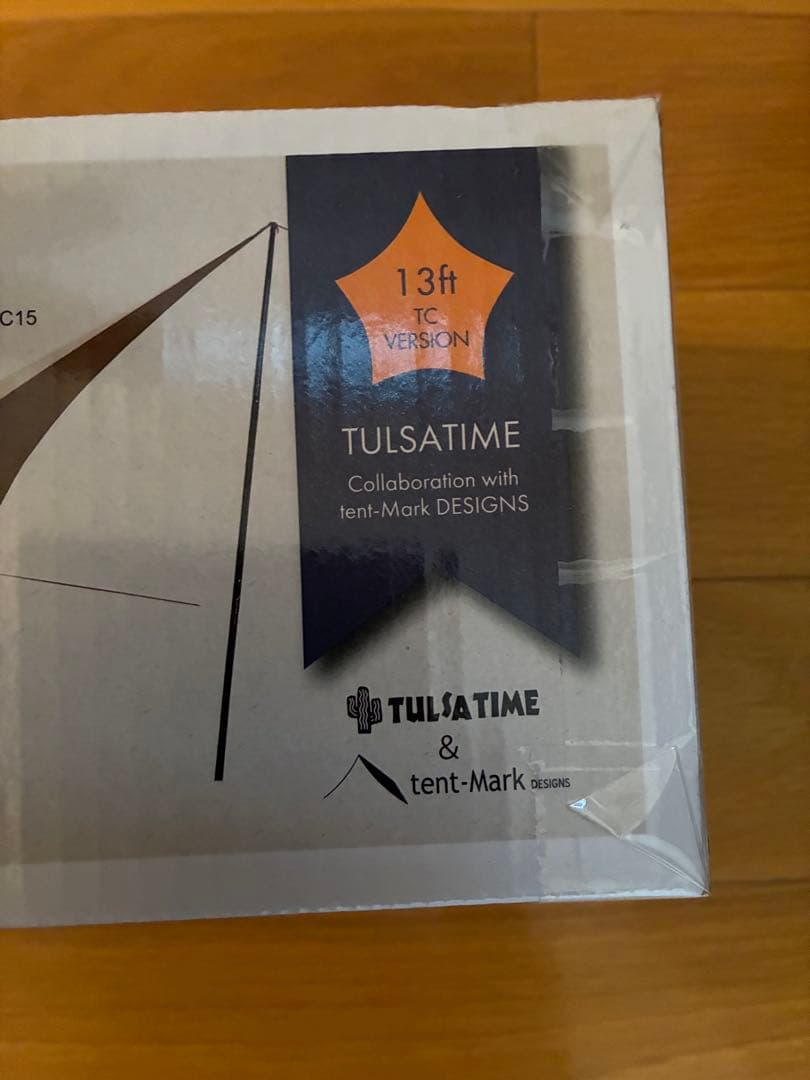 C15
13ft
TC
VERSION
TULSATIME
Collaboration with
tent-Mark DESIGNS
TULSATIME
&
tent-Mark DESIGNS